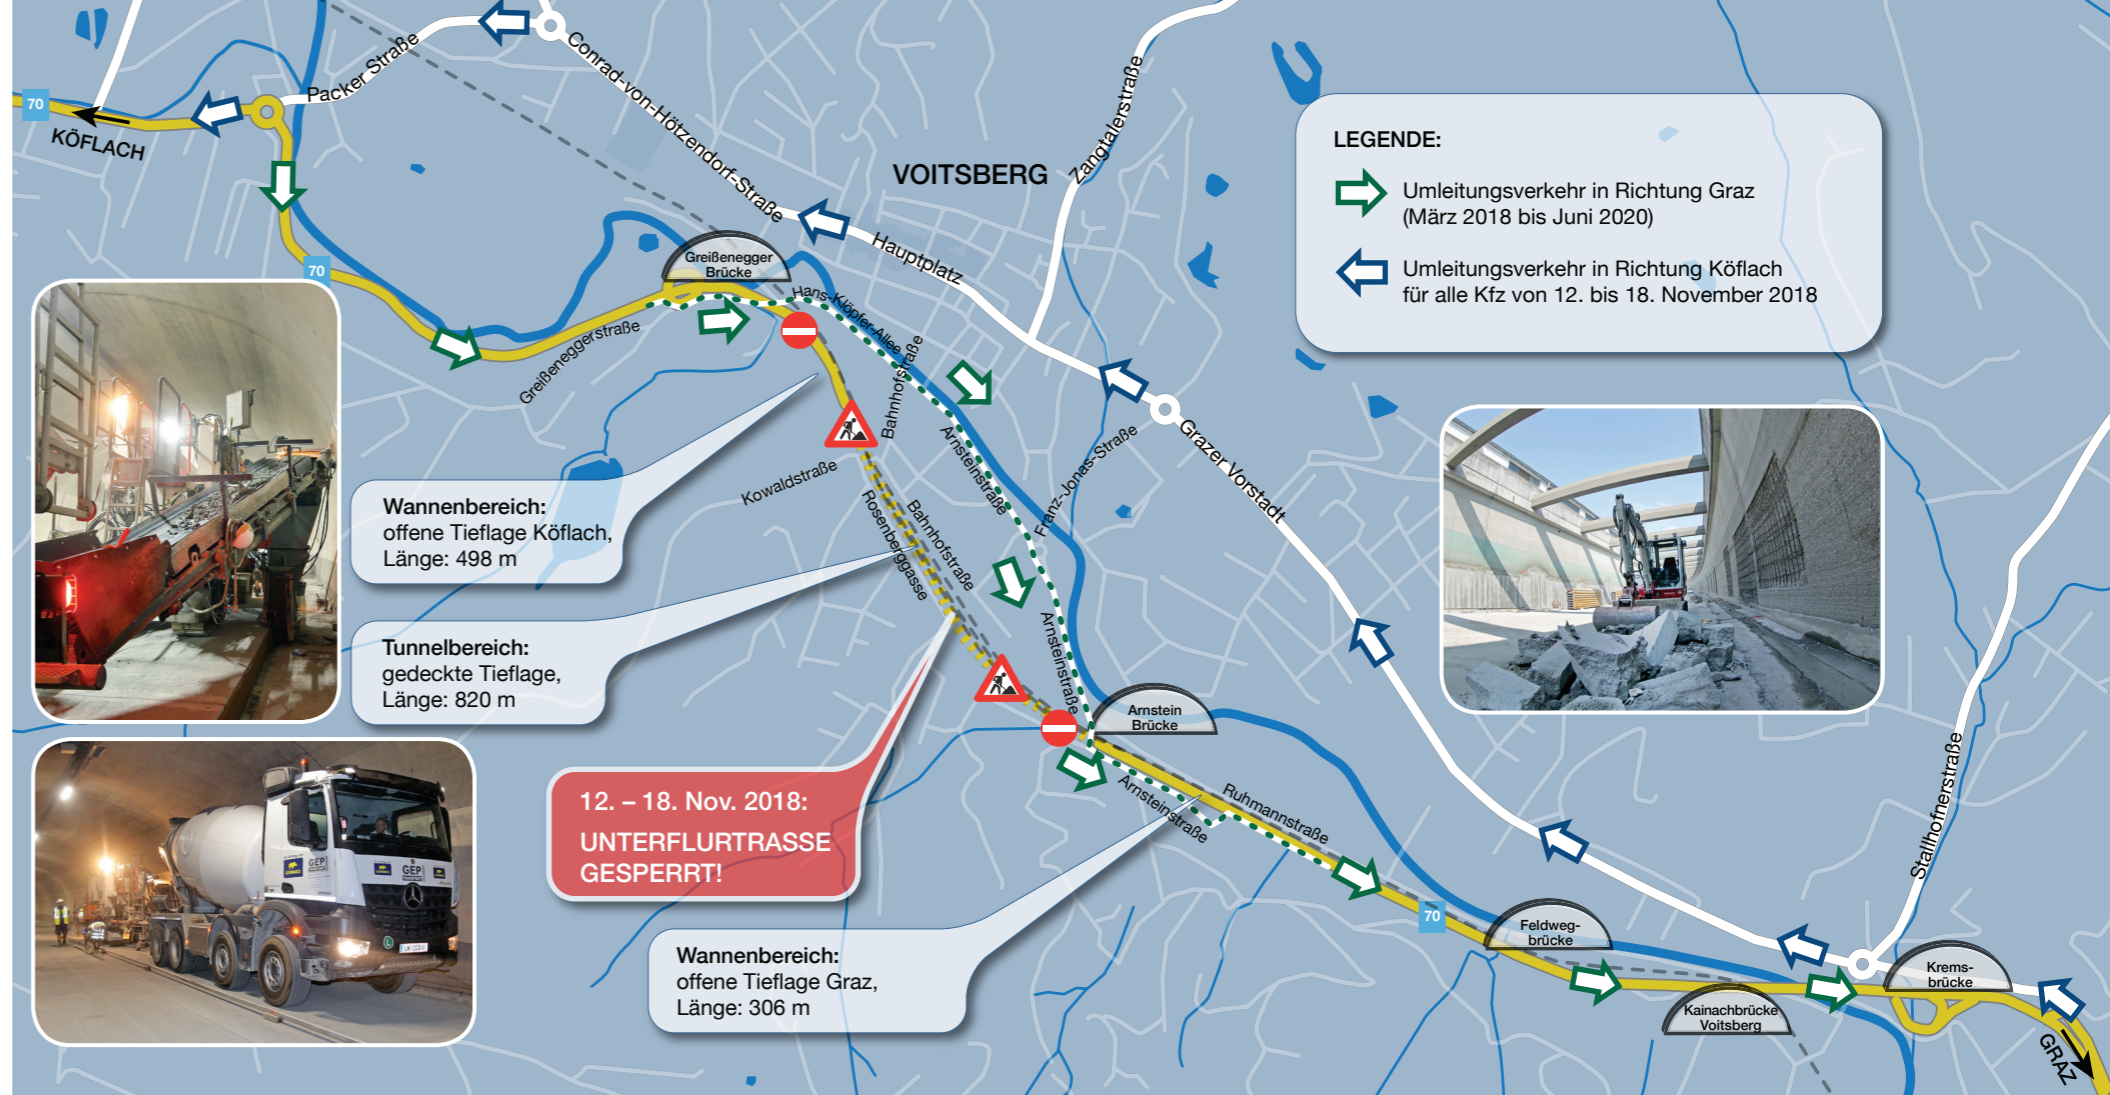 Packer Straße
70
KÖFLACH
Conrad-von-Hötzendorf-Straße
VOITSBERG
Zangtalerstraße
Hauptplatz
LEGENDE:
Umleitungsverkehr in Richtung Graz
(März 2018 bis Juni 2020)
Umleitungsverkehr in Richtung Köflach
für alle Kfz von 12. bis 18. November 2018
70
Greißenegger
Brücke
Hans-Klöpfer-Allee
Greißeneggerstraße
Bahnhofstraße
Arnsteinstraße
Franz-Jonas-Straße
Grazer Vorstadt
Kowaldstraße
Rosenberggasse
Bahnhofstraße
Wannenbereich:
offene Tieflage Köflach,
Länge: 498 m
Tunnelbereich:
gedeckte Tieflage,
Länge: 820 m
Arnsteinstraße
Arnstein
Brücke
12. – 18. Nov. 2018:
UNTERFLURTRASSE
GESPERRT!
Arnsteinstraße
Ruhmannstraße
Stallhofnerstraße
Wannenbereich:
offene Tieflage Graz,
Länge: 306 m
70
Feldweg-
brücke
Krems-
brücke
Kainachbrücke
Voitsberg
GRAZ
GEP
GEP